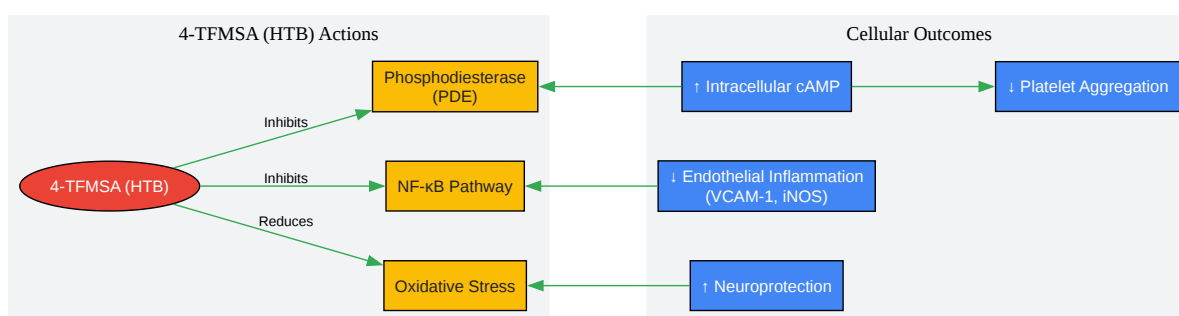 4-TFMSA (HTB) Actions
Cellular Outcomes
Phosphodiesterase
(PDE)
↑ Intracellular cAMP
↓ Platelet Aggregation
Inhibits
4-TFMSA (HTB)
Inhibits
NF-κB Pathway
↓ Endothelial Inflammation
(VCAM-1, iNOS)
Reduces
Oxidative Stress
↑ Neuroprotection